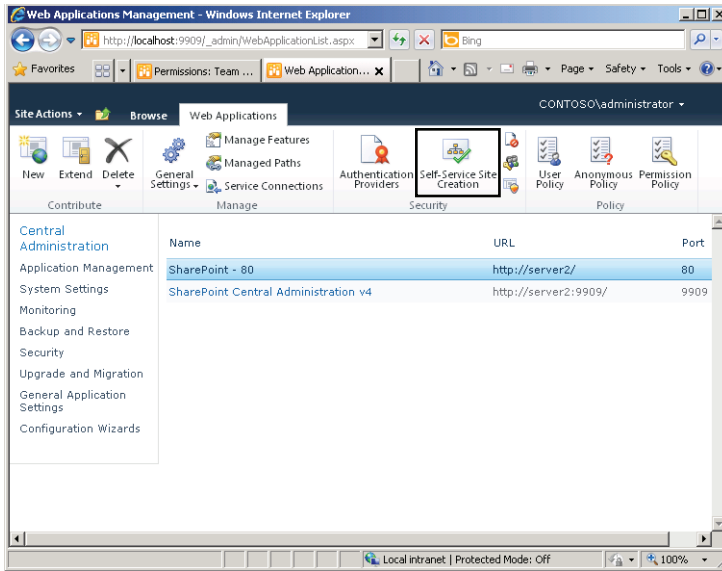 Web Applications Management - Windows Internet Explorer
http://localhost:9909/_admin/WebApplicationList.aspx
Bing
Favorites
Permissions: Team ...
Web Application... x
Page
Safety
Tools
Site Actions
Browse
Web Applications
CONTOSO\administrator
New
Extend
Delete
General Settings
Manage Features
Managed Paths
Service Connections
Authentication Providers
Self-Service Site Creation
User Policy
Anonymous Policy
Permission Policy
Contribute
Manage
Security
Policy
Central
Administration
Application Management
System Settings
Monitoring
Backup and Restore
Security
Upgrade and Migration
General Application
Settings
Configuration Wizards
Name URL Port
SharePoint - 80 http://server2/ 80
SharePoint Central Administration v4 http://server2:9909/ 9909
Local intranet | Protected Mode: Off
100%